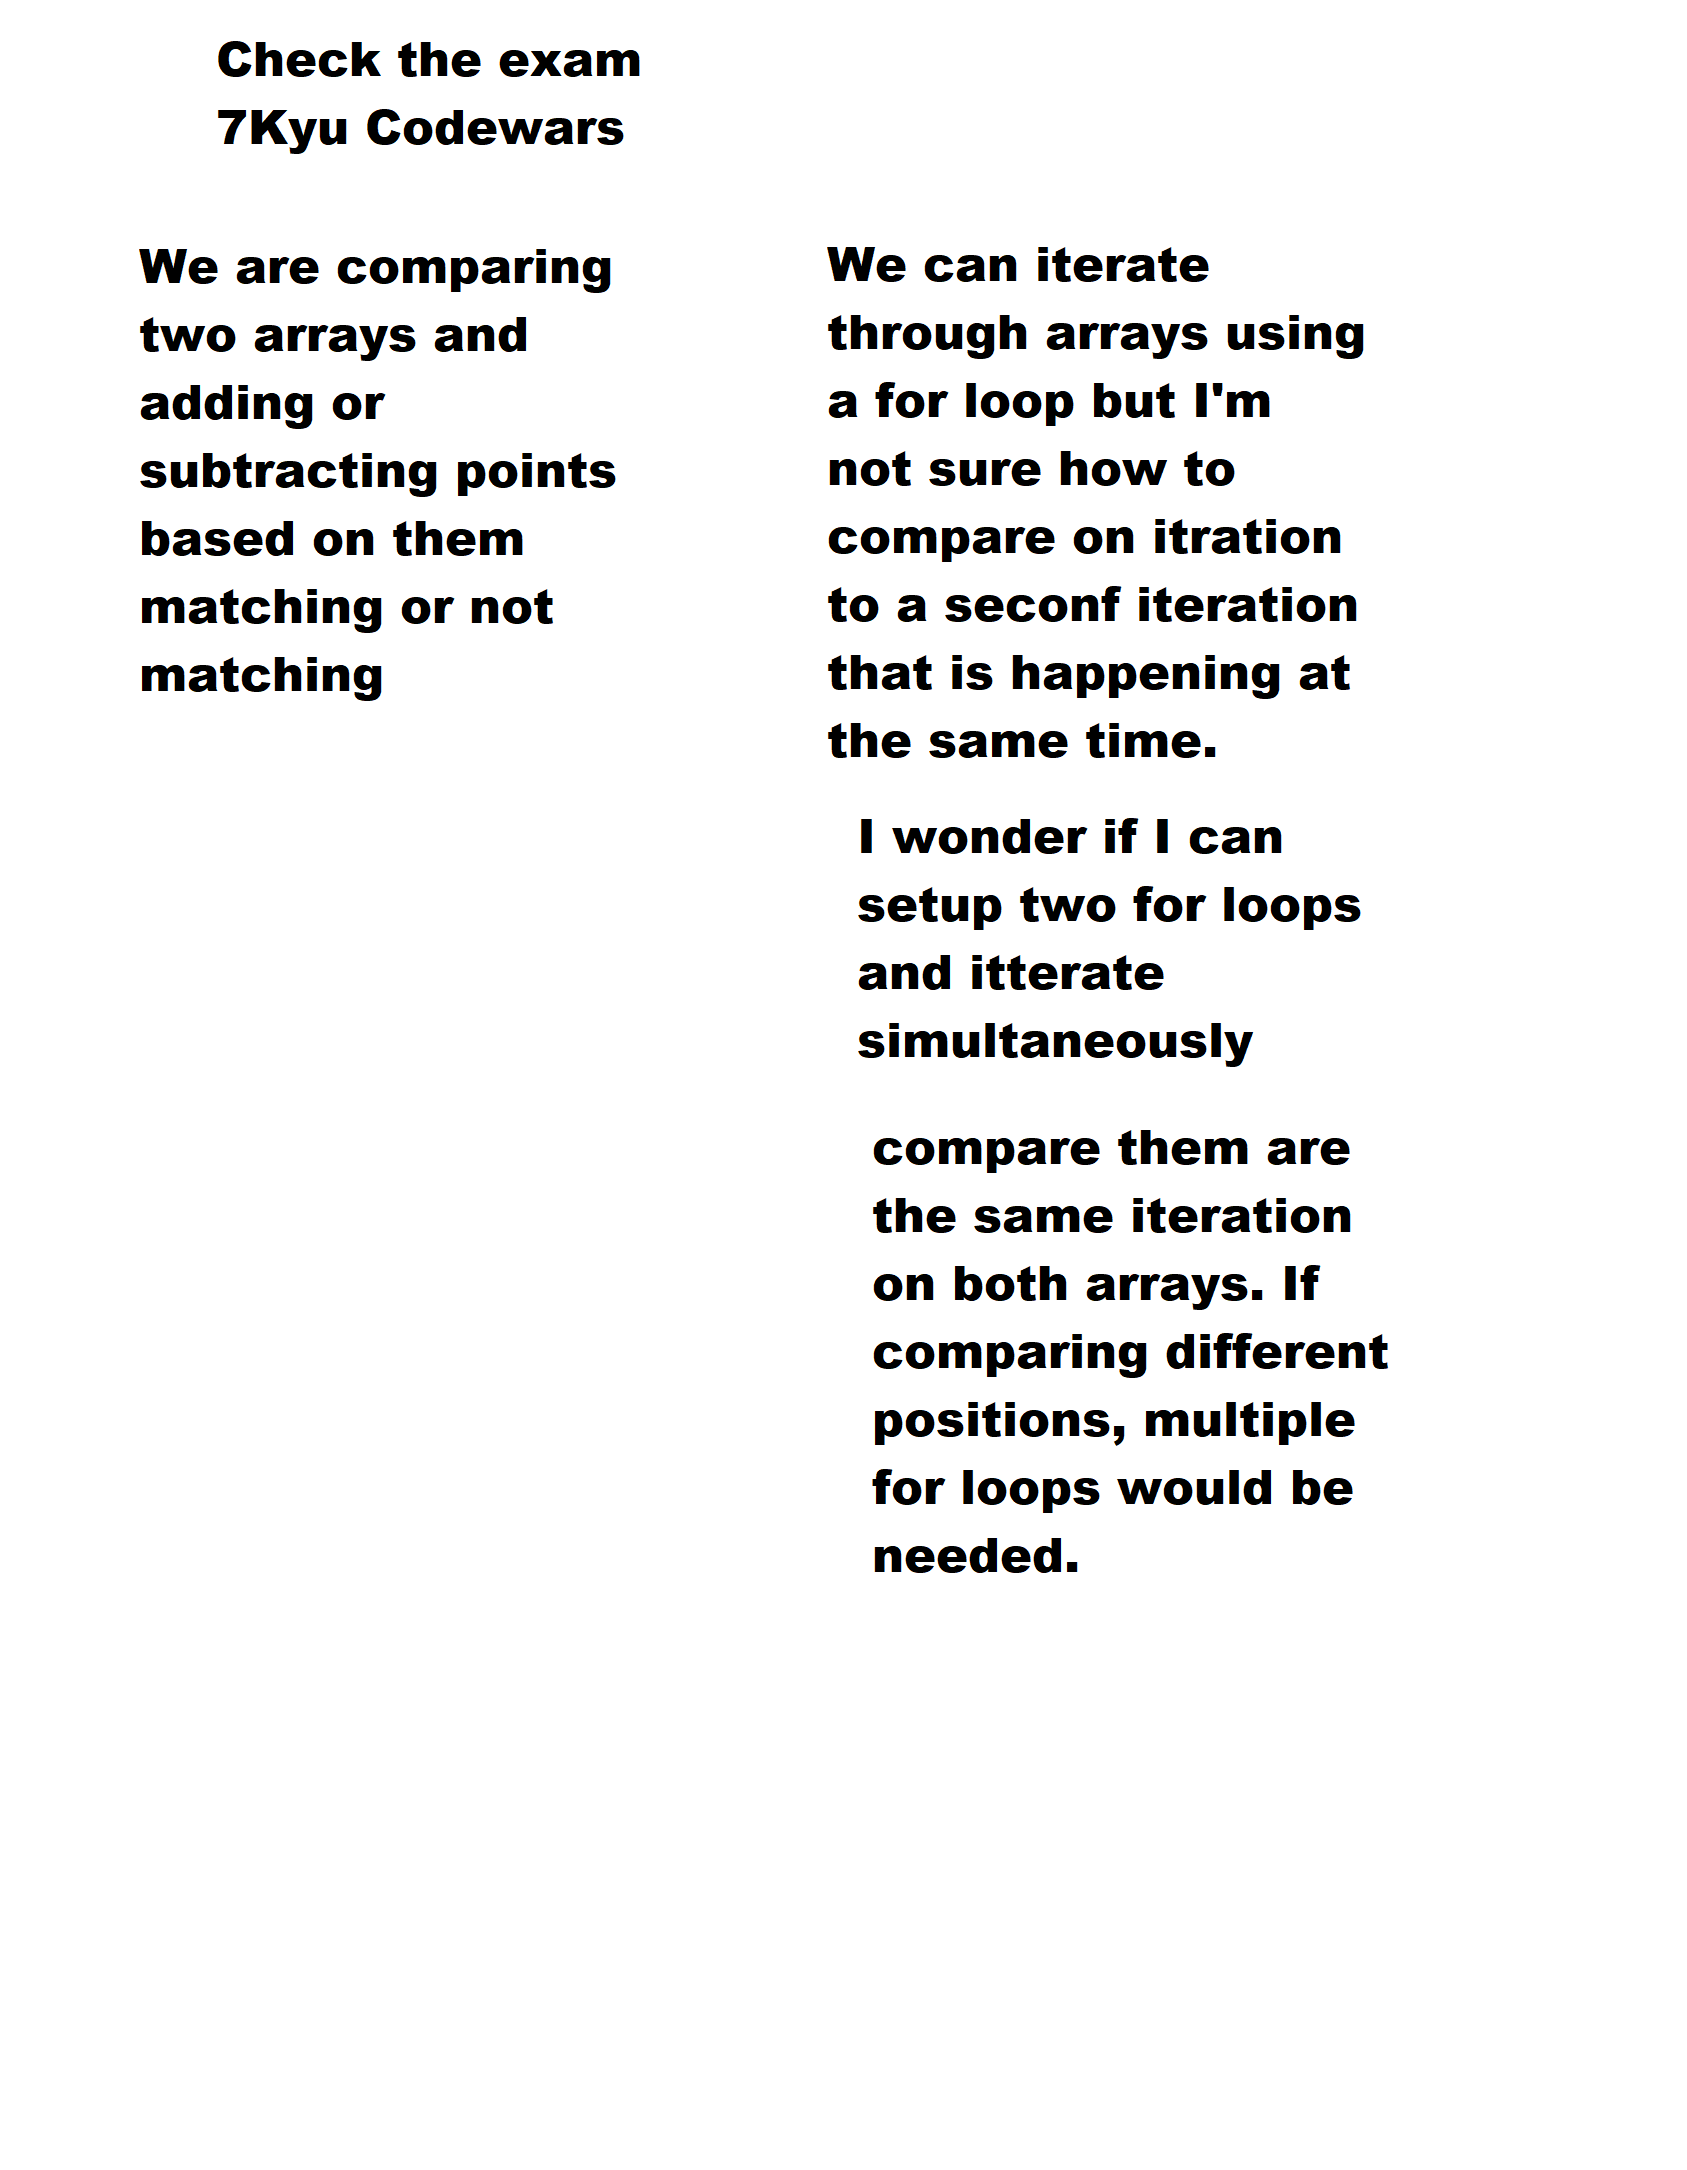 Check the exam
7Kyu Codewars
We are comparing
two arrays and
adding or
subtracting points
based on them
matching or not
matching
We can iterate
through arrays using
a for loop but I'm
not sure how to
compare on itration
to a seconf iteration
that is happening at
the same time.
I wonder if I can
setup two for loops
and itterate
simultaneously
compare them are
the same iteration
on both arrays. If
comparing different
positions, multiple
for loops would be
needed.